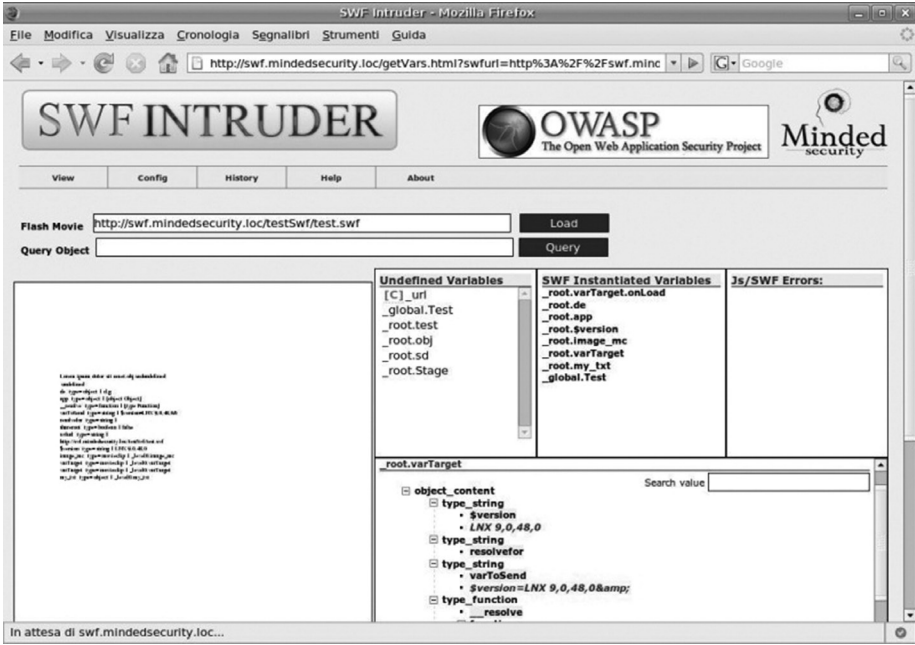 SWF Intruder - Mozilla Firefox
File Modifica Visualizza Cronologia Segnalibri Strumenti Guida
http://swf.mindedsecurity.loc/getVars.html?swfurl=http%3A%2F%2Fswf.minc
G Google
SWF INTRUDER
OWASP
The Open Web Application Security Project
Minded
security
View Config History Help About
Flash Movie http://swf.mindedsecurity.loc/testSwf/test.swf Load
Query Object Query
Undefined Variables
[C]_url
_global.Test
_root.test
_root.obj
_root.sd
_root.Stage
SWF Instantiated Variables
_root.varTarget.onLoad
_root.de
_root.app
_root.$version
_root.image_mc
_root.varTarget
_root.my_txt
_global.Test
Js/SWF Errors:
_root.varTarget
Search value
object_content
type_string
$version
LNX 9,0,48,0
type_string
resolvefor
type_string
varToSend
$version=LNX 9,0,48,0&amp;
type_function
__resolve
In attesa di swf.mindedsecurity.loc...